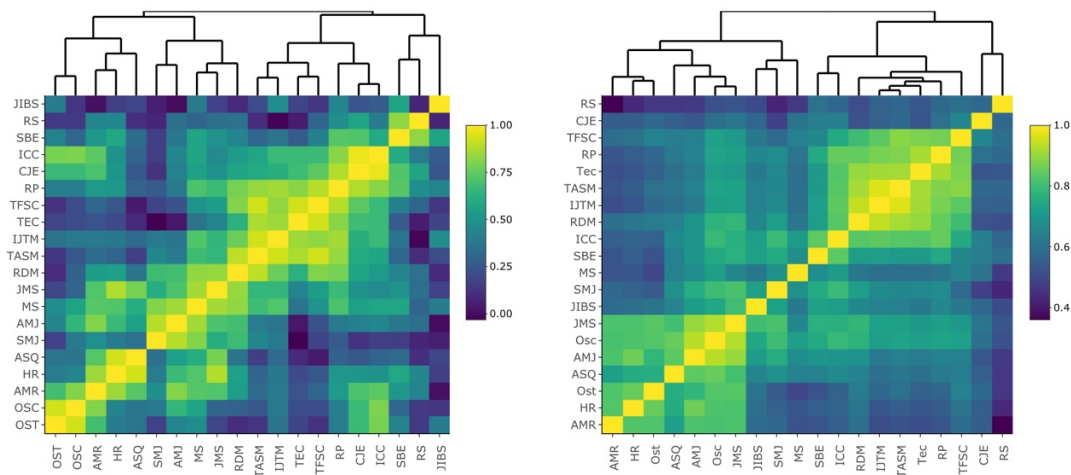 JIBS
RS
SBE
ICC
CJE
RP
TFSC
TEC
IJTM
TASM
RDM
JMS
MS
AMJ
SMJ
ASQ
HR
AMR
OSC
OST
OST
OSC
AMR
HR
ASQ
SMJ
AMJ
MS
JMS
RDM
TASM
IJTM
TEC
TFSC
RP
CJE
ICC
SBE
RS
JIBS
1.00
0.75
0.50
0.25
0.00
RS
CJE
TFSC
RP
Tec
TASM
IJTM
RDM
ICC
SBE
MS
SMJ
JIBS
JMS
Osc
AMJ
ASQ
Ost
HR
AMR
AMR
HR
Ost
ASQ
AMJ
Osc
JMS
JIBS
SMJ
MS
SBE
ICC
RDM
IJTM
TASM
Tec
RP
TFSC
CJE
RS
1.0
0.8
0.6
0.4